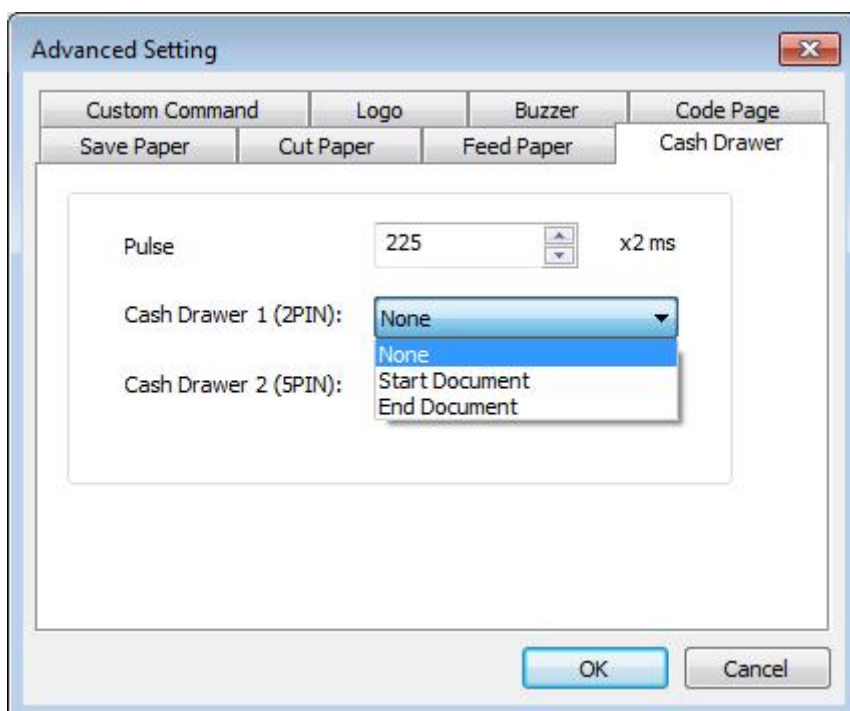 Advanced Setting
Custom Command Logo Buzzer Code Page
Save Paper Cut Paper Feed Paper Cash Drawer
Pulse 225 x2 ms
Cash Drawer 1 (2PIN): None
None
Start Document
Cash Drawer 2 (5PIN):
End Document
OK Cancel